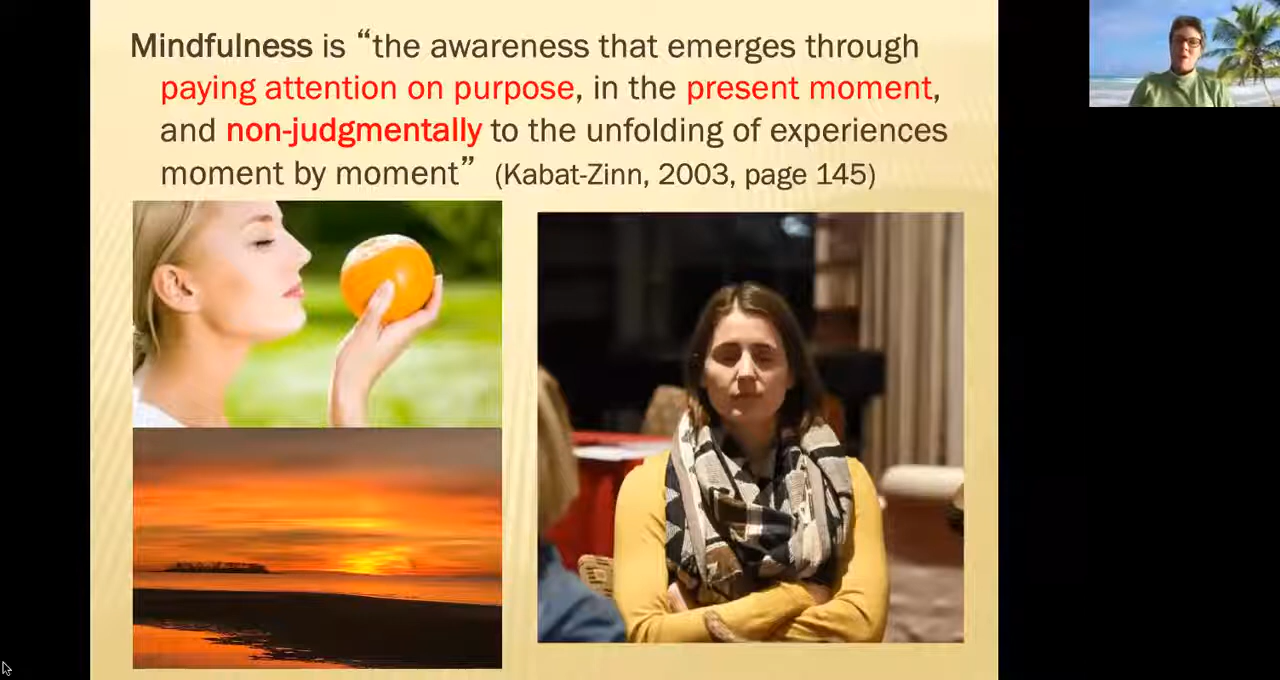 Mindfulness is “the awareness that emerges through
paying attention on purpose, in the present moment,
and non-judgmentally to the unfolding of experiences
moment by moment” (Kabat-Zinn, 2003, page 145)